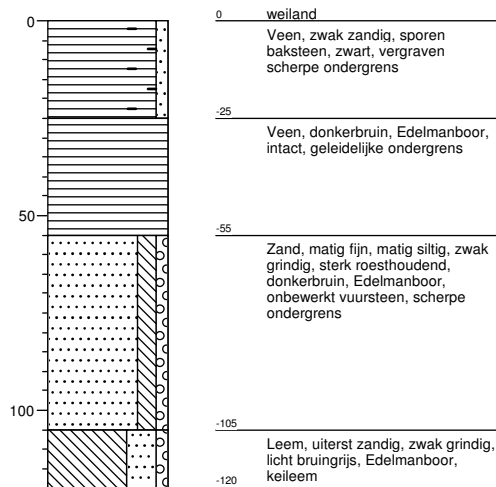 0
0
weiland
Veen, zwak zandig, sporen
baksteen, zwart, vergraven
scherpe ondergrens
-25
Veen, donkerbruin, Edelmanboor,
intact, geleidelijke ondergrens
50
-55
Zand, matig fijn, matig siltig, zwak
grindig, sterk roesthoudend,
donkerbruin, Edelmanboor,
onbewerkt vuursteen, scherpe
ondergrens
100
-105
Leem, uiterst zandig, zwak grindig,
licht bruingrijs, Edelmanboor,
keileem
-120